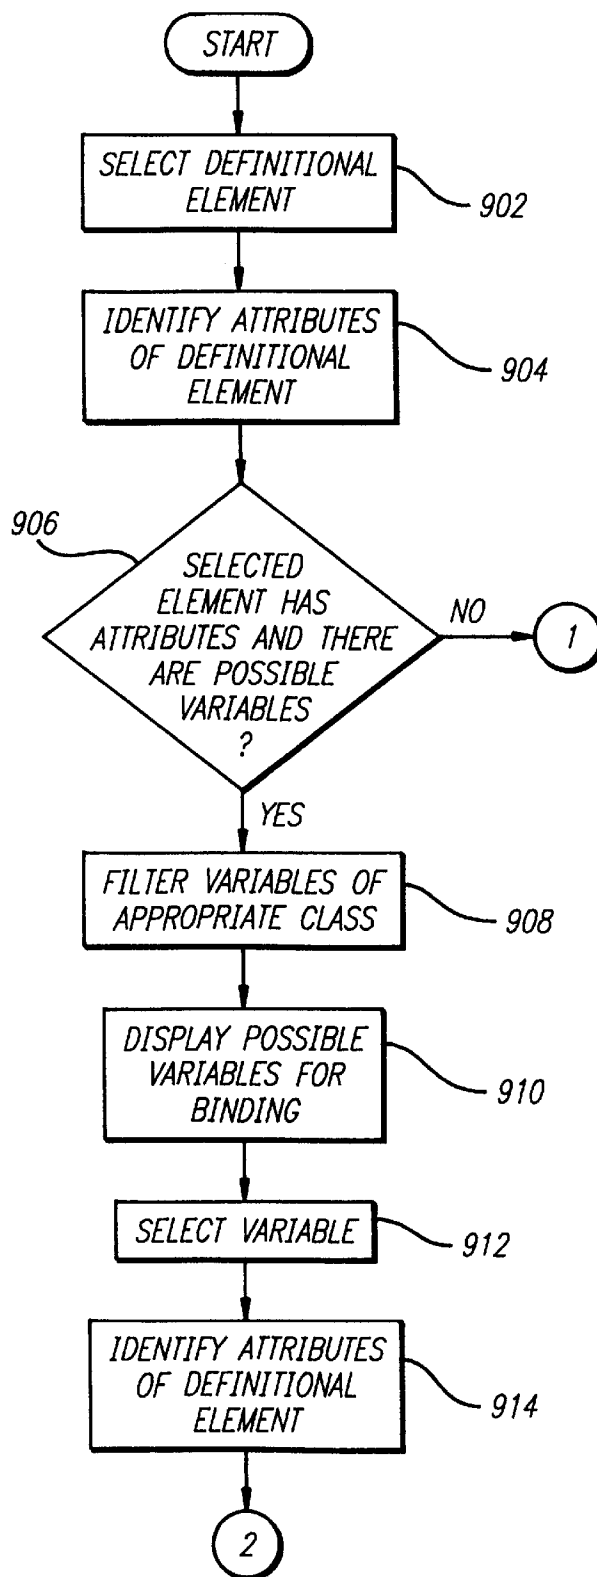 START
SELECT DEFINITIONAL
ELEMENT
902
IDENTIFY ATTRIBUTES
OF DEFINITIONAL
ELEMENT
904
906
SELECTED
ELEMENT HAS
ATTRIBUTES AND THERE
ARE POSSIBLE
VARIABLES
?
NO
1
YES
FILTER VARIABLES OF
APPROPRIATE CLASS
908
DISPLAY POSSIBLE
VARIABLES FOR
BINDING
910
SELECT VARIABLE
912
IDENTIFY ATTRIBUTES
OF DEFINITIONAL
ELEMENT
914
2